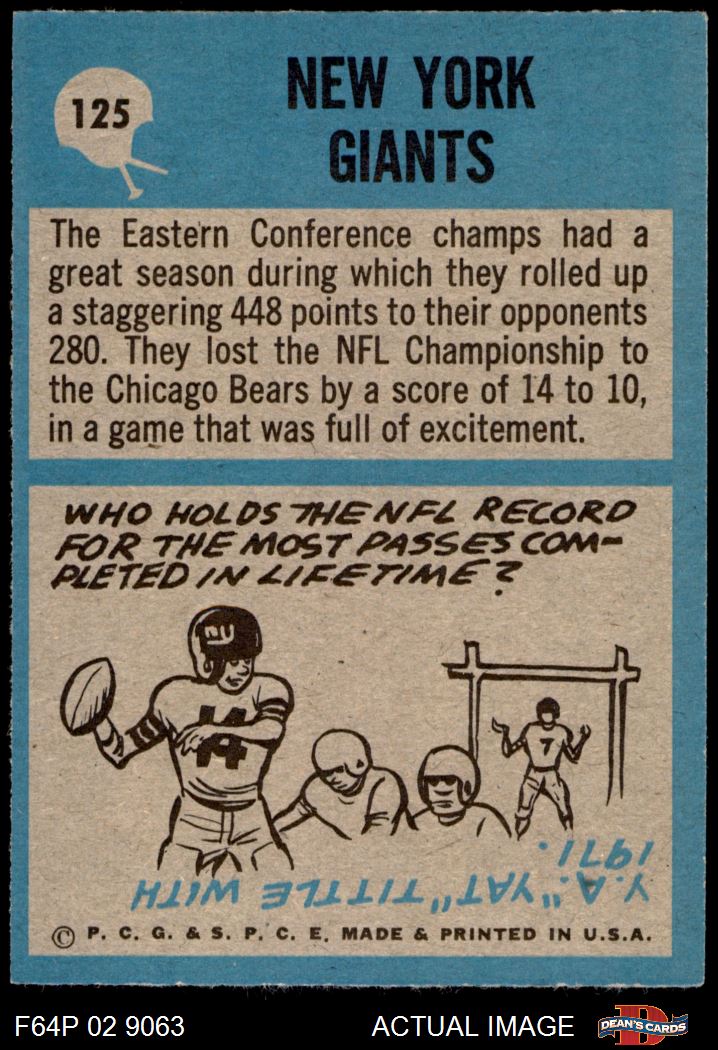 125
NEW YORK
GIANTS
The Eastern Conference champs had a
great season during which they rolled up
a staggering 448 points to their opponents
280. They lost the NFL Championship to
the Chicago Bears by a score of 14 to 10,
in a game that was full of excitement.
WHO HOLDS THE NFL RECORD
FOR THE MOST PASSES COM-
PLETED IN LIFETIME?
NY
14
7
Y.A. "YAT" TITTLE WITH
1971.
© P. C. G. & S. P. C. E. MADE & PRINTED IN U.S.A.
F64P 02 9063
ACTUAL IMAGE
D
DEAN'S CARDS